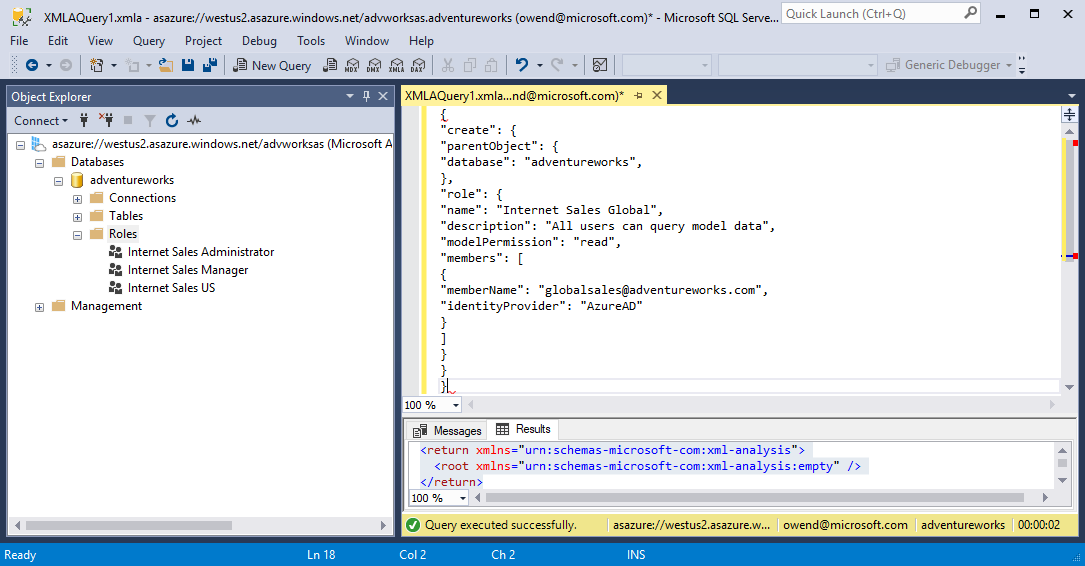 XMLAQuery1.xmla - asazure://westus2.asazure.windows.net/advworksas.adventureworks (owend@microsoft.com)* - Microsoft SQL Serve...
Quick Launch (Ctrl+Q)
File Edit View Query Project Debug Tools Window Help
New Query
MDX DMX XMLA DAX
Generic Debugger
Object Explorer
Connect
asazure://westus2.asazure.windows.net/advworksas (Microsoft A
Databases
adventureworks
Connections
Tables
Roles
Internet Sales Administrator
Internet Sales Manager
Internet Sales US
Management
XMLAQuery1.xmla...nd@microsoft.com)*
{
"create": {
"parentObject": {
"database": "adventureworks",
},
"role": {
"name": "Internet Sales Global",
"description": "All users can query model data",
"modelPermission": "read",
"members": [
{
"memberName": "globalsales@adventureworks.com",
"identityProvider": "AzureAD"
}
]
}
}
}
100 %
Messages Results
<return xmlns="urn:schemas-microsoft-com:xml-analysis">
<root xmlns="urn:schemas-microsoft-com:xml-analysis:empty" />
</return>
100 %
Query executed successfully. asazure://westus2.asazure.w... owend@microsoft.com adventureworks 00:00:02
Ready Ln 18 Col 2 Ch 2 INS